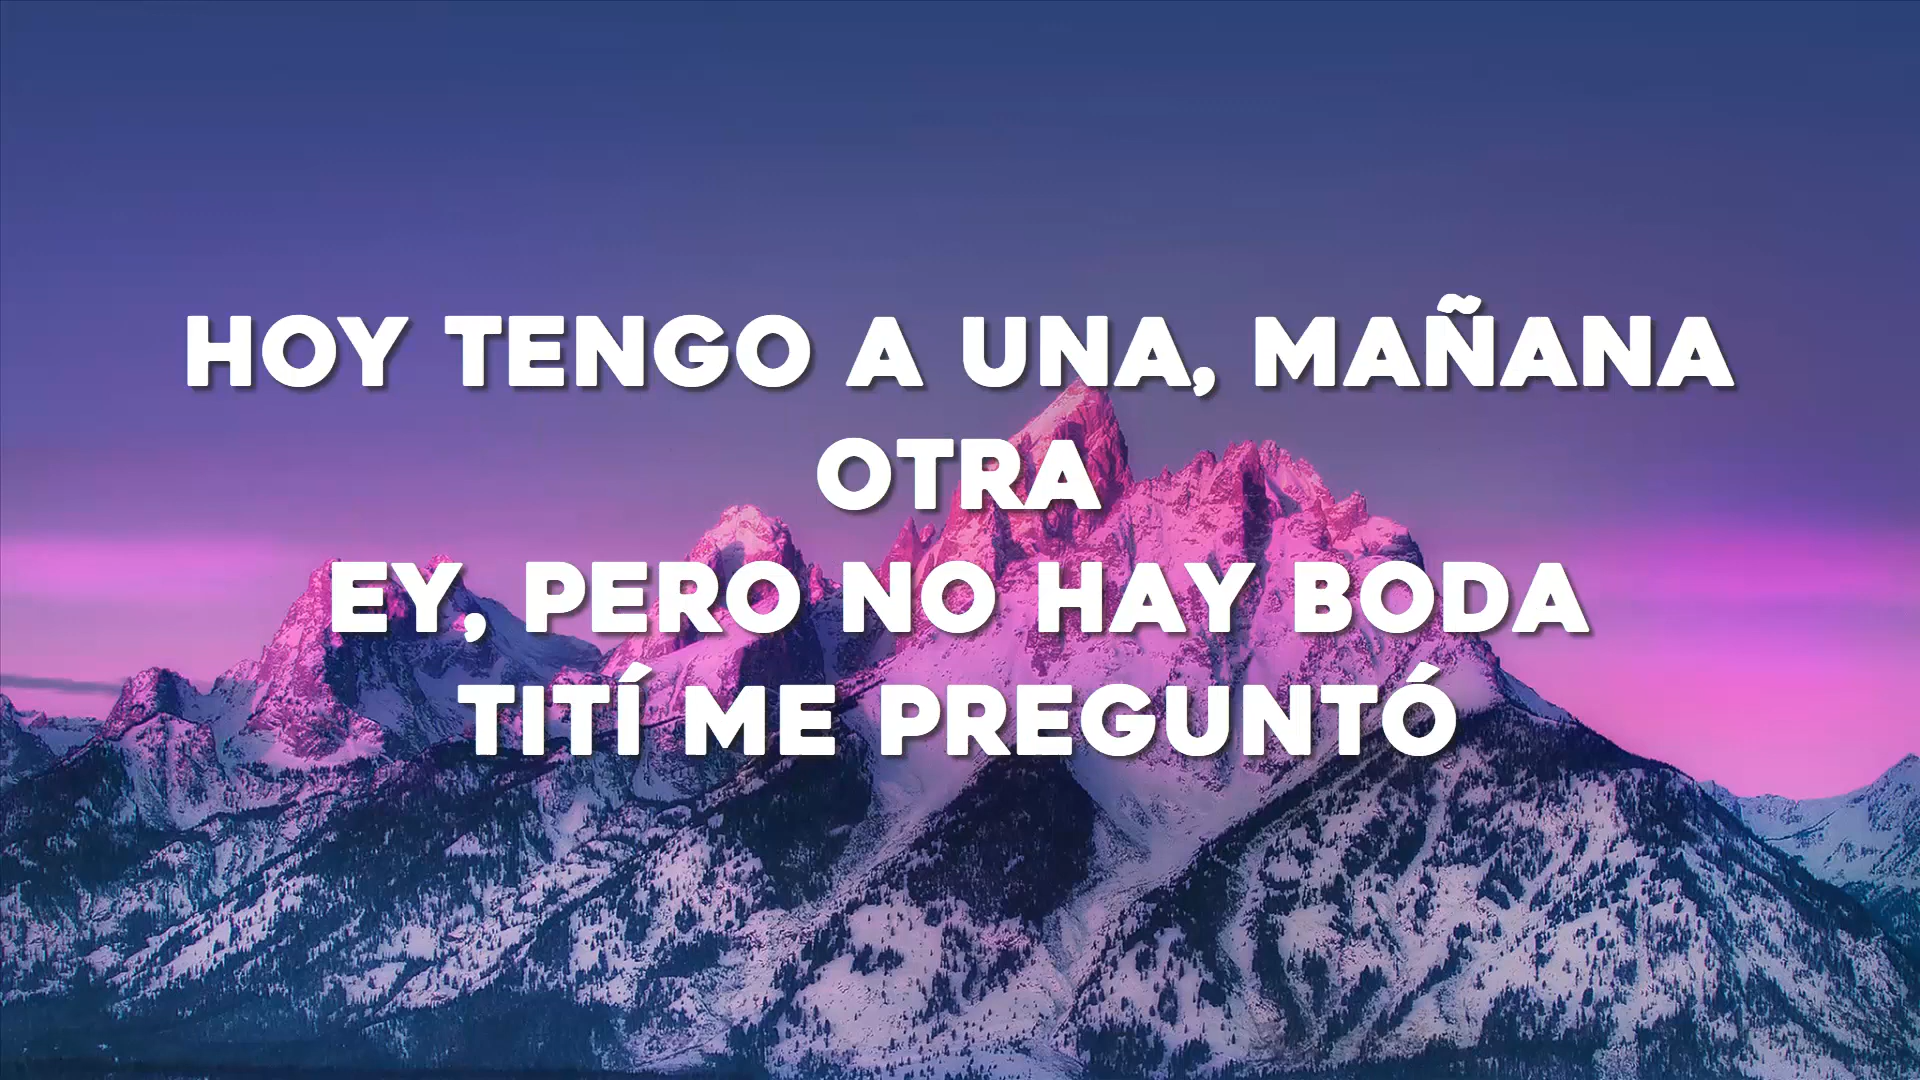 HOY TENGO A UNA, MAÑANA
OTRA
EY, PERO NO HAY BODA
TITÍ ME PREGUNTÓ